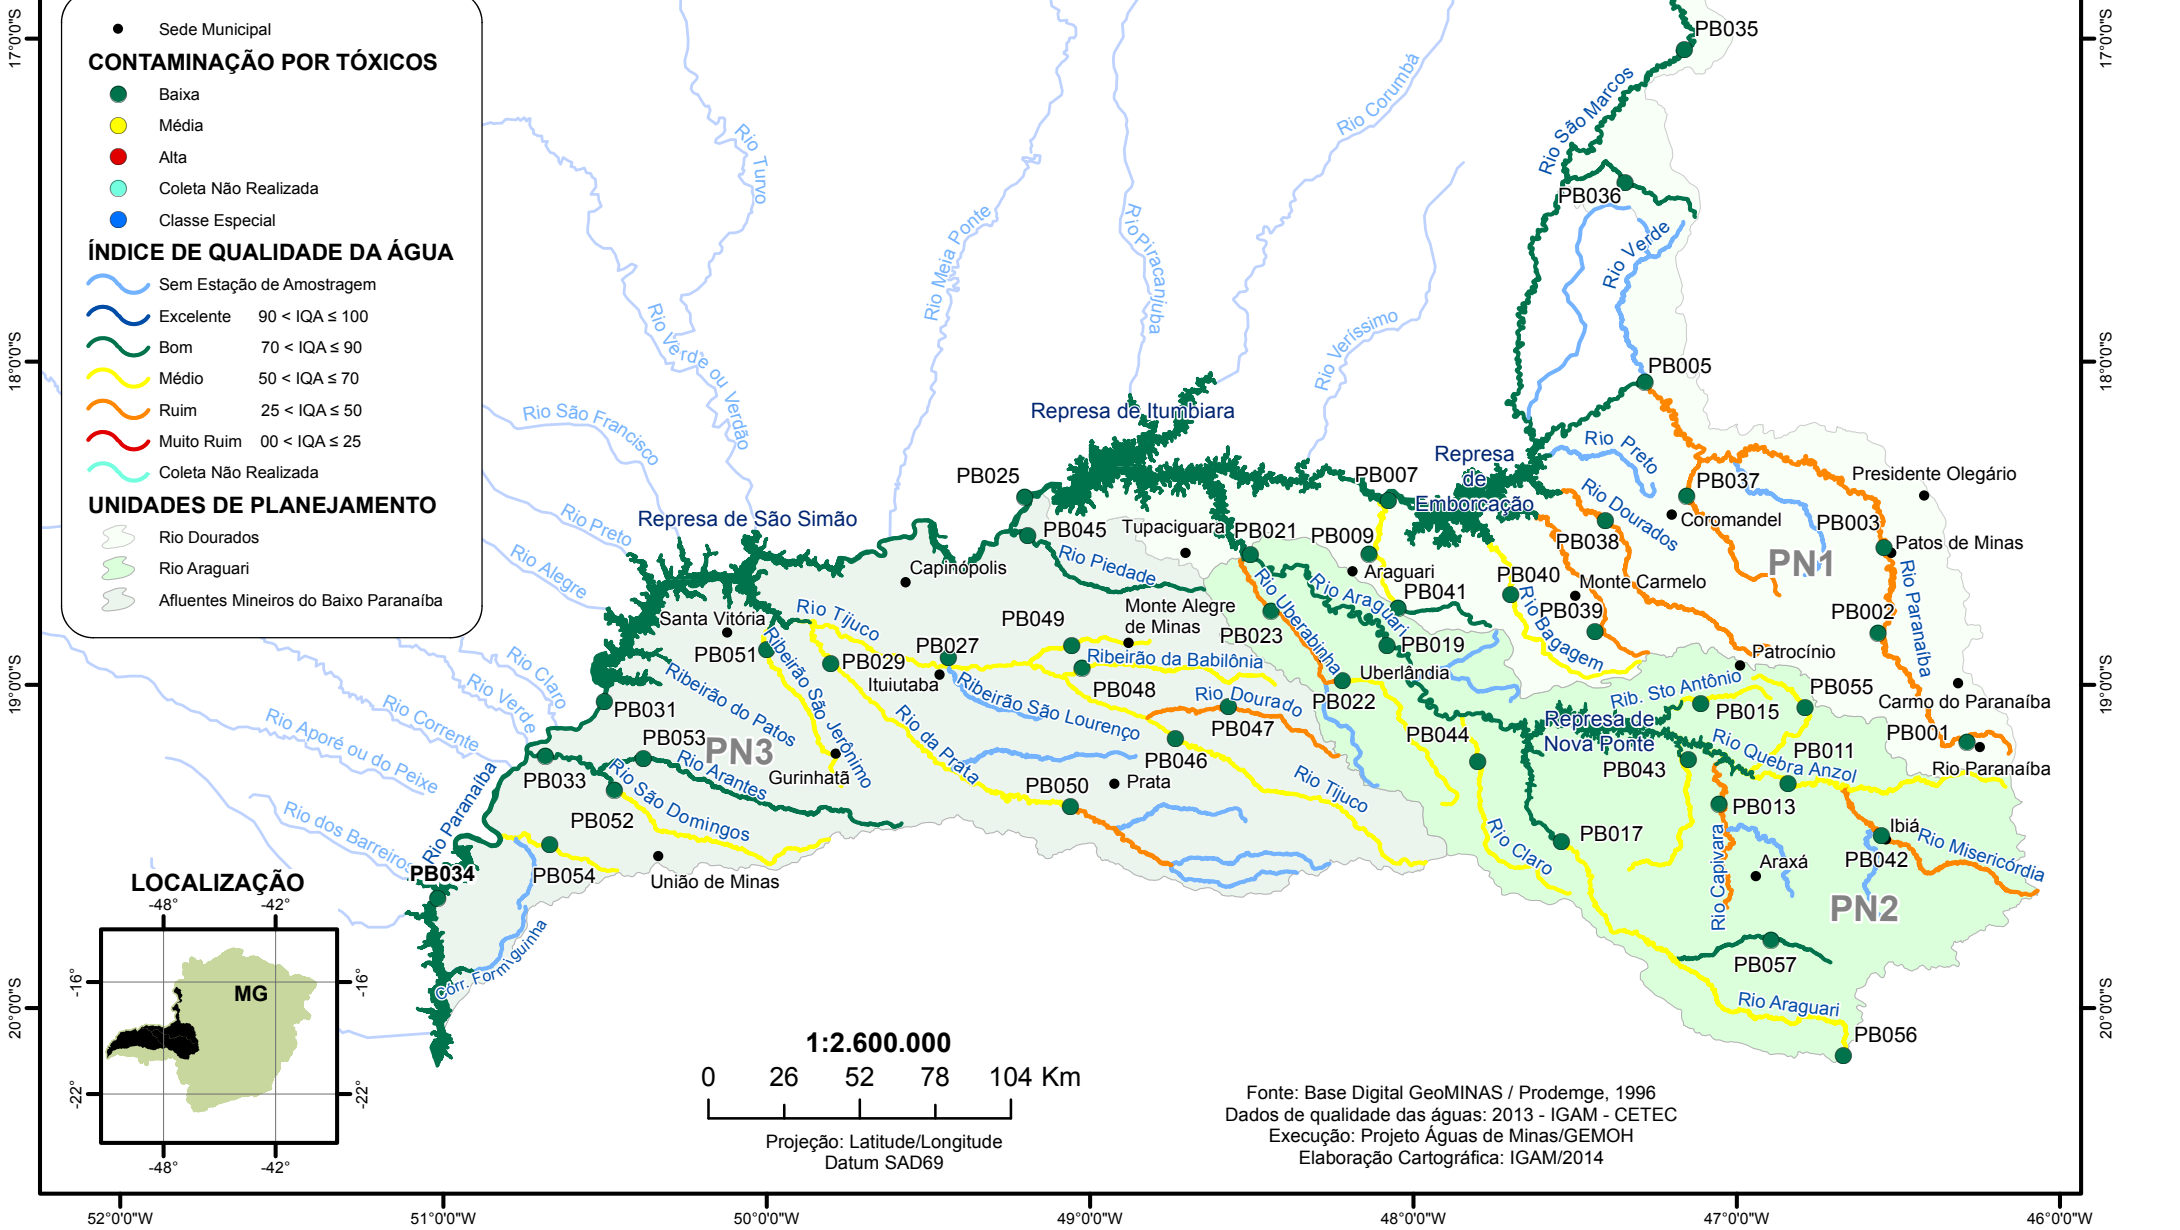 Sede Municipal
CONTAMINAÇÃO POR TÓXICOS
Baixa
Média
Alta
Coleta Não Realizada
Classe Especial
ÍNDICE DE QUALIDADE DA ÁGUA
Sem Estação de Amostragem
Excelente 90 < IQA ≤ 100
Bom 70 < IQA ≤ 90
Médio 50 < IQA ≤ 70
Ruim 25 < IQA ≤ 50
Muito Ruim 00 < IQA ≤ 25
Coleta Não Realizada
UNIDADES DE PLANEJAMENTO
Rio Dourados
Rio Araguari
Afluentes Mineiros do Baixo Paranaíba
17°0'0"S
18°0'0"S
19°0'0"S
20°0'0"S
17°0'0"S
18°0'0"S
19°0'0"S
20°0'0"S
52°0'0"W
51°0'0"W
50°0'0"W
49°0'0"W
48°0'0"W
47°0'0"W
46°0'0"W
PB035
Rio São Marcos
PB036
Rio Verde
PB005
Rio Corumbá
Rio Turvo
Rio Meia Ponte
Rio Piracanjuba
Rio Veríssimo
Rio Verde ou Verdão
Rio São Francisco
Rio Preto
Rio Alegre
Rio Claro
Rio Verde
Rio Corrente
Rio Aporé ou do Peixe
Rio dos Barreiros
Rio Paranaíba
Represa de Itumbiara
Represa
de
Emborcação
Represa de São Simão
Rio Preto
Presidente Olegário
PB025
PB007
PB037
Rio Dourados
Coromandel
PB003
Patos de Minas
PB045
Tupaciguara
PB021
PB009
PB038
PN1
Rio Piedade
Araguari
PB040
Monte Carmelo
Capinópolis
Rio Uberabinha
Rio Araguari
PB041
Rio Bagagem
PB039
PB002
Rio Paranaíba
Santa Vitória
Rio Tijuco
PB049
Monte Alegre
de Minas
PB023
PB019
Patrocínio
PB051
Ribeirão São Jerônimo
PB029
PB027
Ituiutaba
Ribeirão da Babilônia
Uberlândia
Rib. Sto Antônio
PB055
Carmo do Paranaíba
PB031
Ribeirão do Patos
Ribeirão São Lourenço
PB048
Rio Dourado
PB022
PB015
Represa de
Nova Ponte
PB001
Rio Paranaíba
PB053
PN3
Rio da Prata
PB047
PB044
PB043
Rio Quebra Anzol
PB011
PB033
Rio Arantes
Gurinhatã
PB046
Rio Tijuco
PB050
Prata
PB013
Rio São Domingos
PB052
Rio Claro
PB017
Ibiá
Rio Misericórdia
PB042
PB034
PB054
União de Minas
Rio Capivara
Araxá
PN2
Córr. Formiguinha
PB057
Rio Araguari
PB056
LOCALIZAÇÃO
-48°
-42°
-16°
-16°
MG
-22°
-22°
-48°
-42°
1:2.600.000
0 26 52 78 104 Km
Projeção: Latitude/Longitude
Datum SAD69
Fonte: Base Digital GeoMINAS / Prodemge, 1996
Dados de qualidade das águas: 2013 - IGAM - CETEC
Execução: Projeto Águas de Minas/GEMOH
Elaboração Cartográfica: IGAM/2014